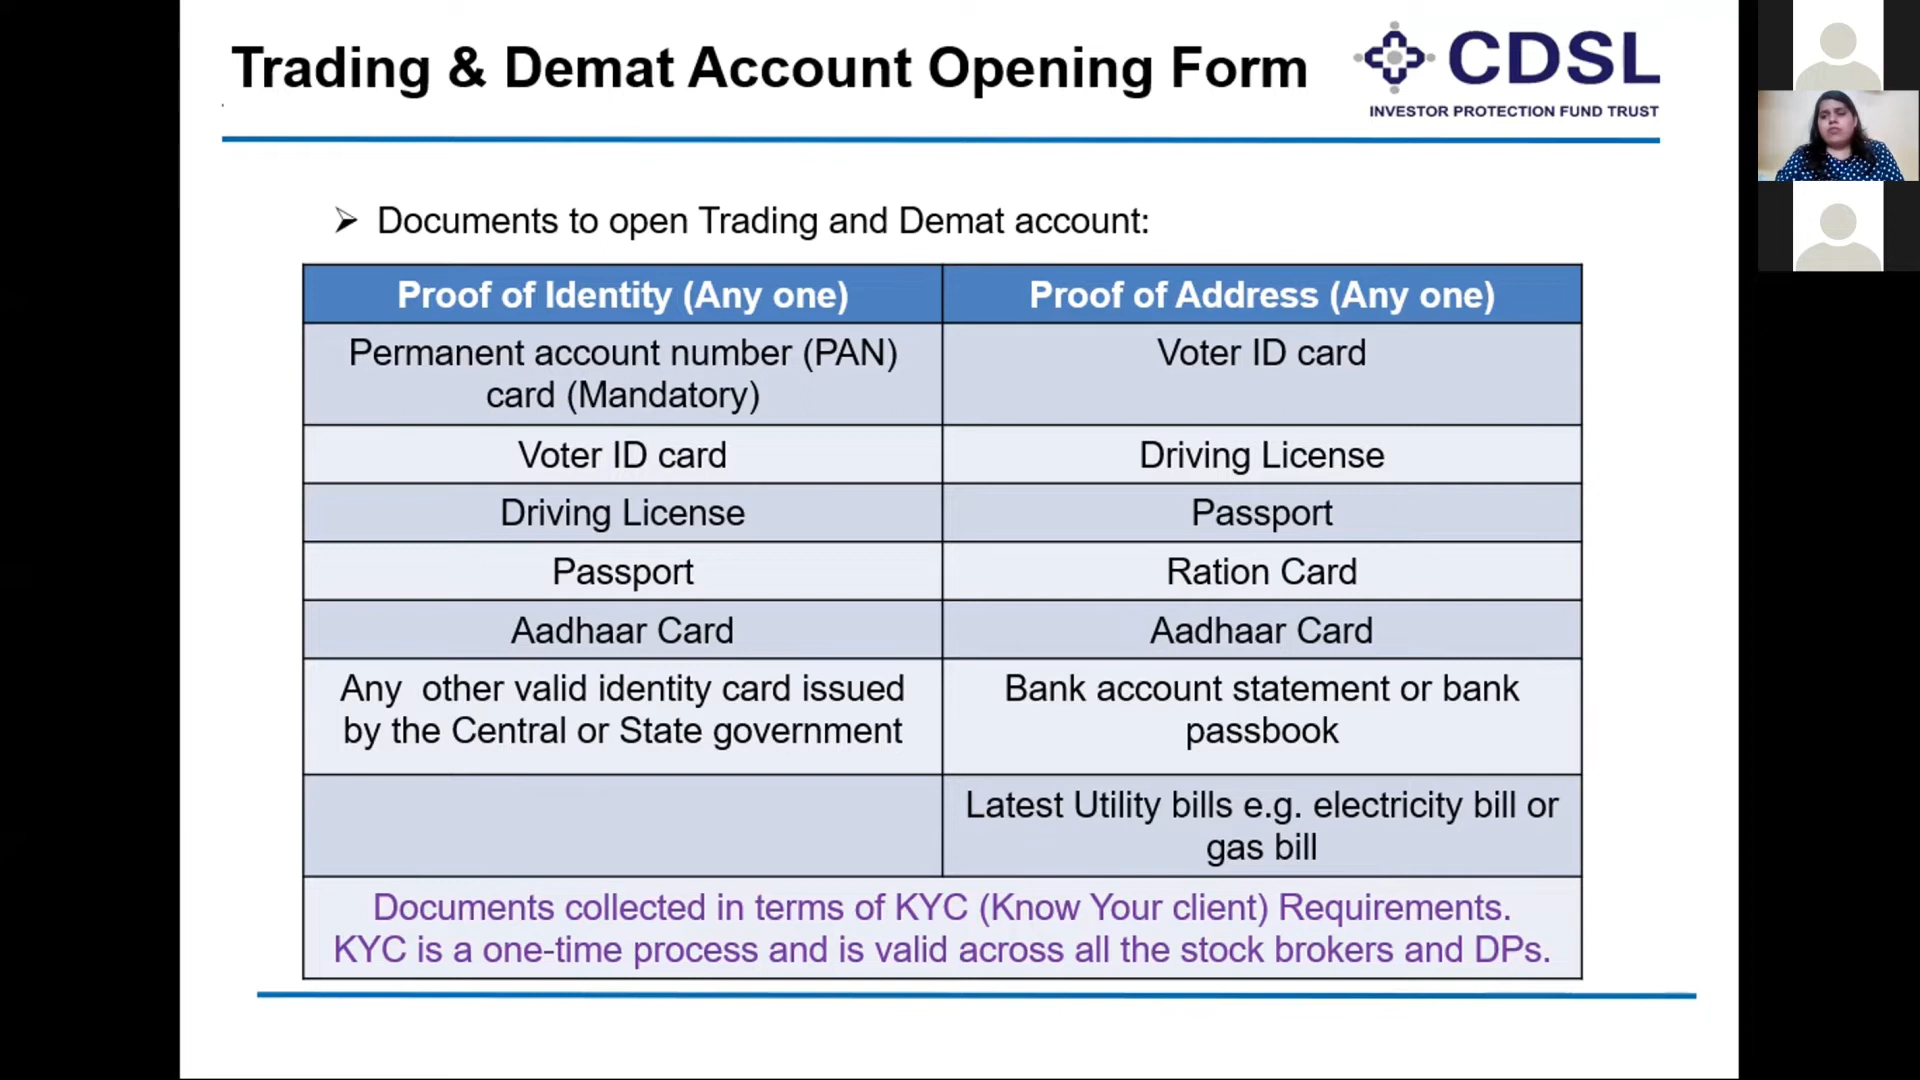 Trading & Demat Account Opening Form
CDSL
INVESTOR PROTECTION FUND TRUST
➢ Documents to open Trading and Demat account:
Proof of Identity (Any one)
Proof of Address (Any one)
Permanent account number (PAN)
card (Mandatory)
Voter ID card
Voter ID card
Driving License
Driving License
Passport
Passport
Ration Card
Aadhaar Card
Aadhaar Card
Any  other valid identity card issued
by the Central or State government
Bank account statement or bank
passbook
Latest Utility bills e.g. electricity bill or
gas bill
Documents collected in terms of KYC (Know Your client) Requirements.
KYC is a one-time process and is valid across all the stock brokers and DPs.